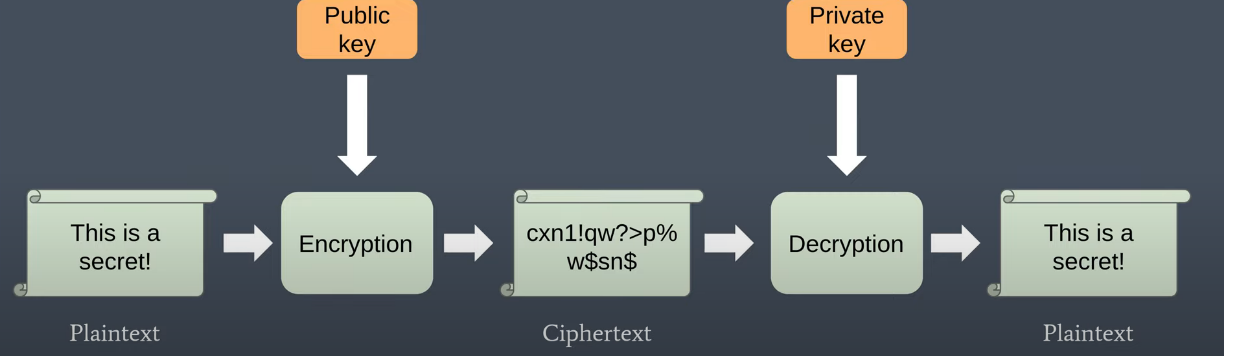 Public
key
Private
key
This is a
secret!
Encryption
cxn1!qw?>p%
w$sn$
Decryption
This is a
secret!
Plaintext
Ciphertext
Plaintext